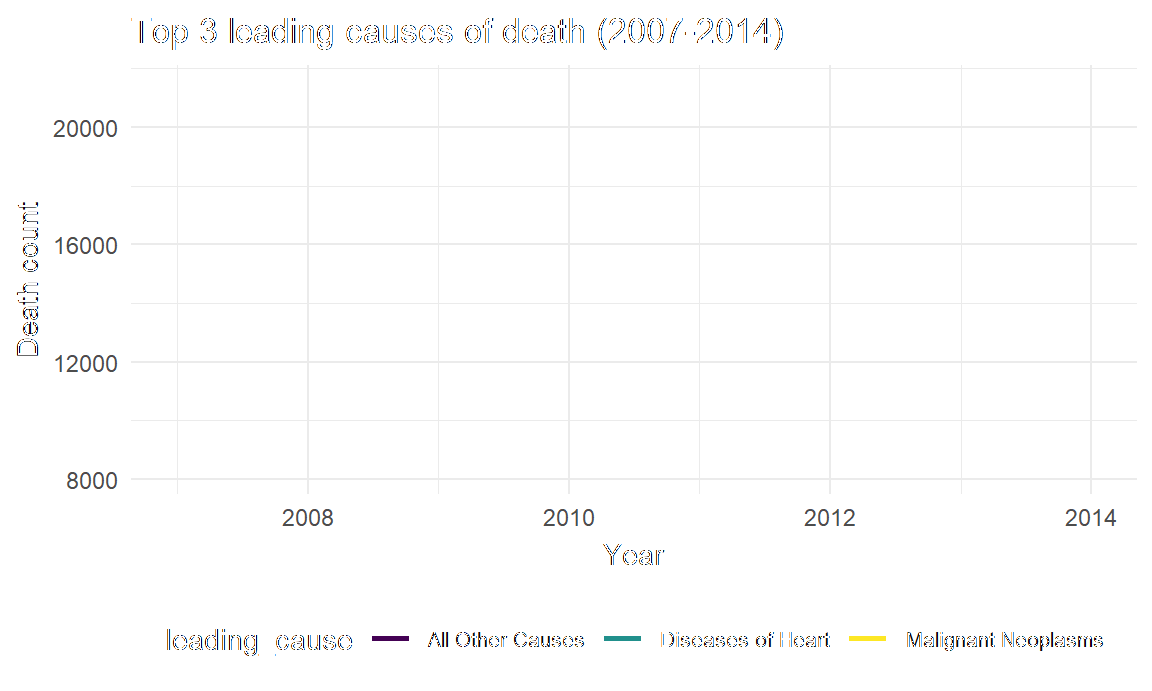 Top 3 leading causes of death (2007-2014)
20000
16000
12000
8000
Death count
2008 2010 2012 2014
Year
leading_cause All Other Causes Diseases of Heart Malignant Neoplasms